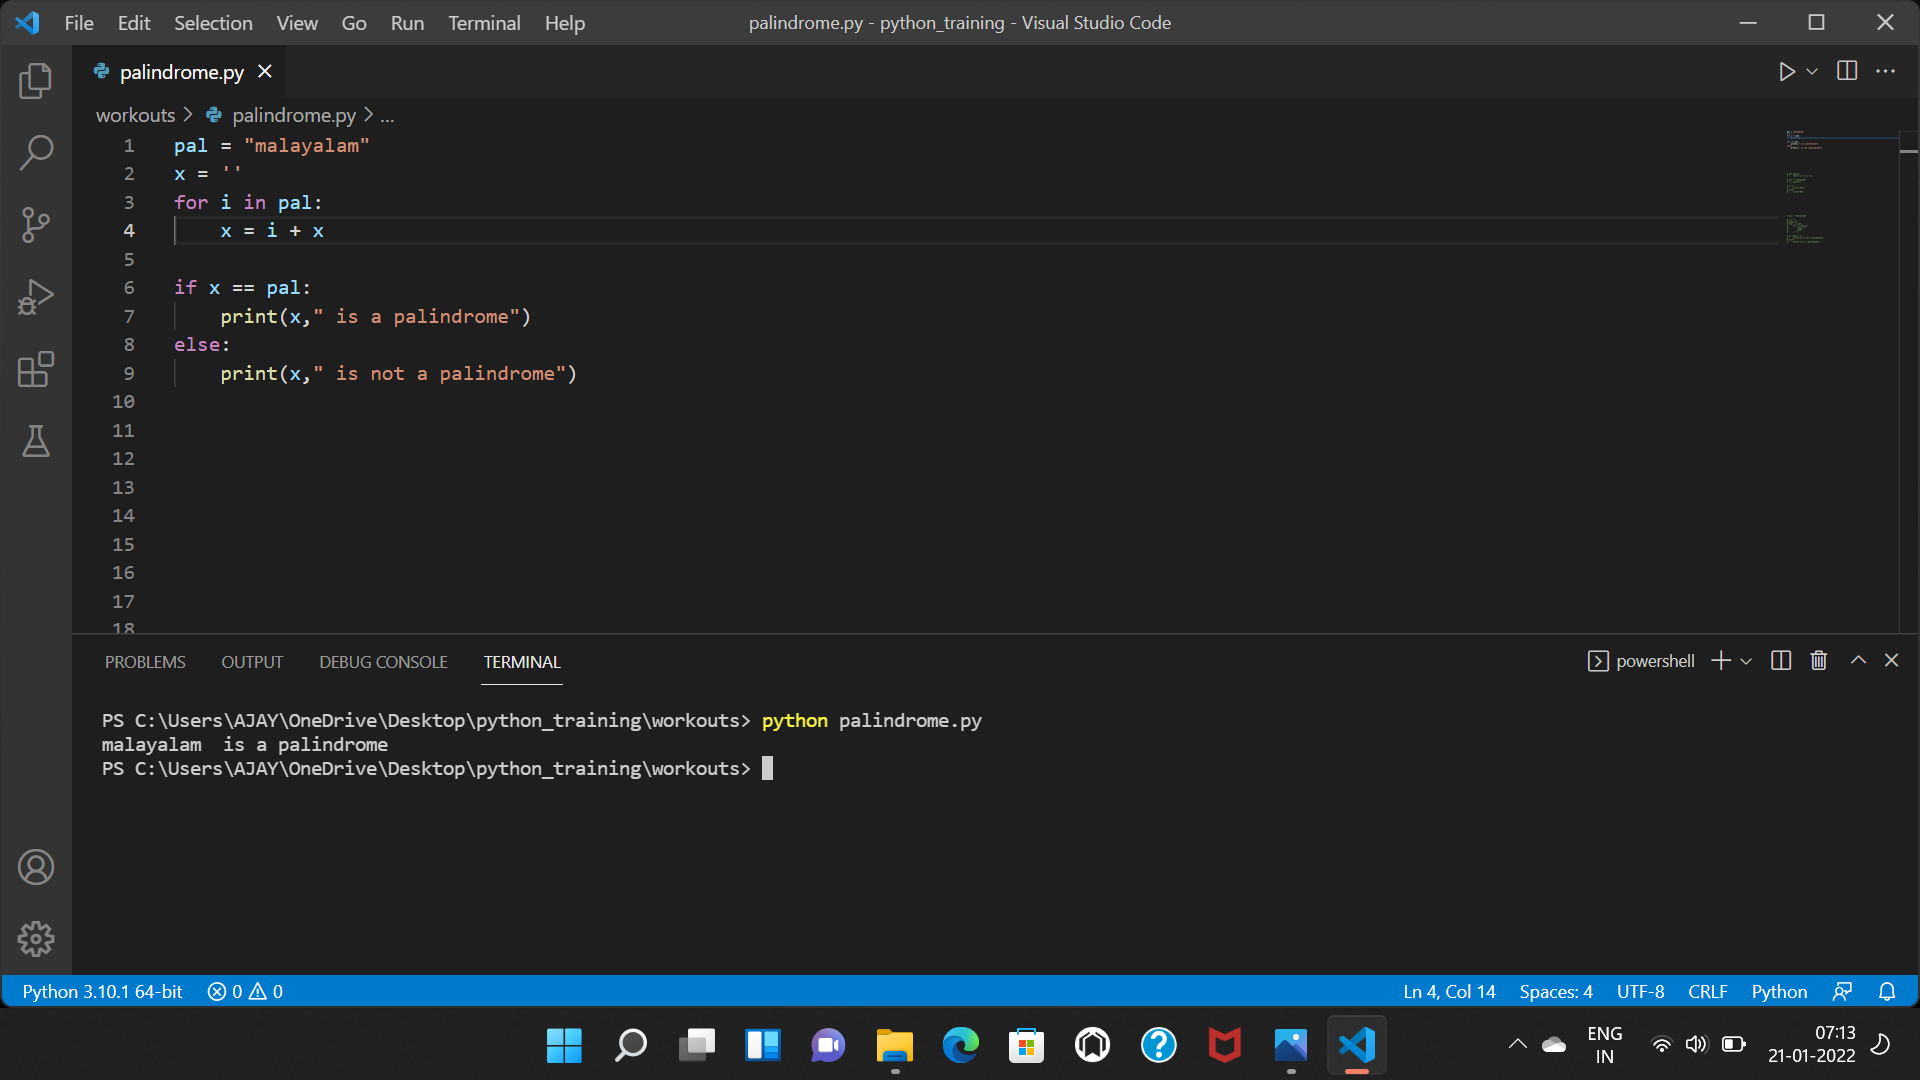 File Edit Selection View Go Run Terminal Help palindrome.py - python_training - Visual Studio Code
palindrome.py
workouts > palindrome.py > ...
1 pal = "malayalam"
2 x = ''
3 for i in pal:
4     x = i + x
5
6 if x == pal:
7     print(x," is a palindrome")
8 else:
9     print(x," is not a palindrome")
10
11
12
13
14
15
16
17
18
PROBLEMS OUTPUT DEBUG CONSOLE TERMINAL powershell
PS C:\Users\AJAY\OneDrive\Desktop\python_training\workouts> python palindrome.py
malayalam  is a palindrome
PS C:\Users\AJAY\OneDrive\Desktop\python_training\workouts>
Python 3.10.1 64-bit 0 0 Ln 4, Col 14 Spaces: 4 UTF-8 CRLF Python
ENG 07:13
IN 21-01-2022